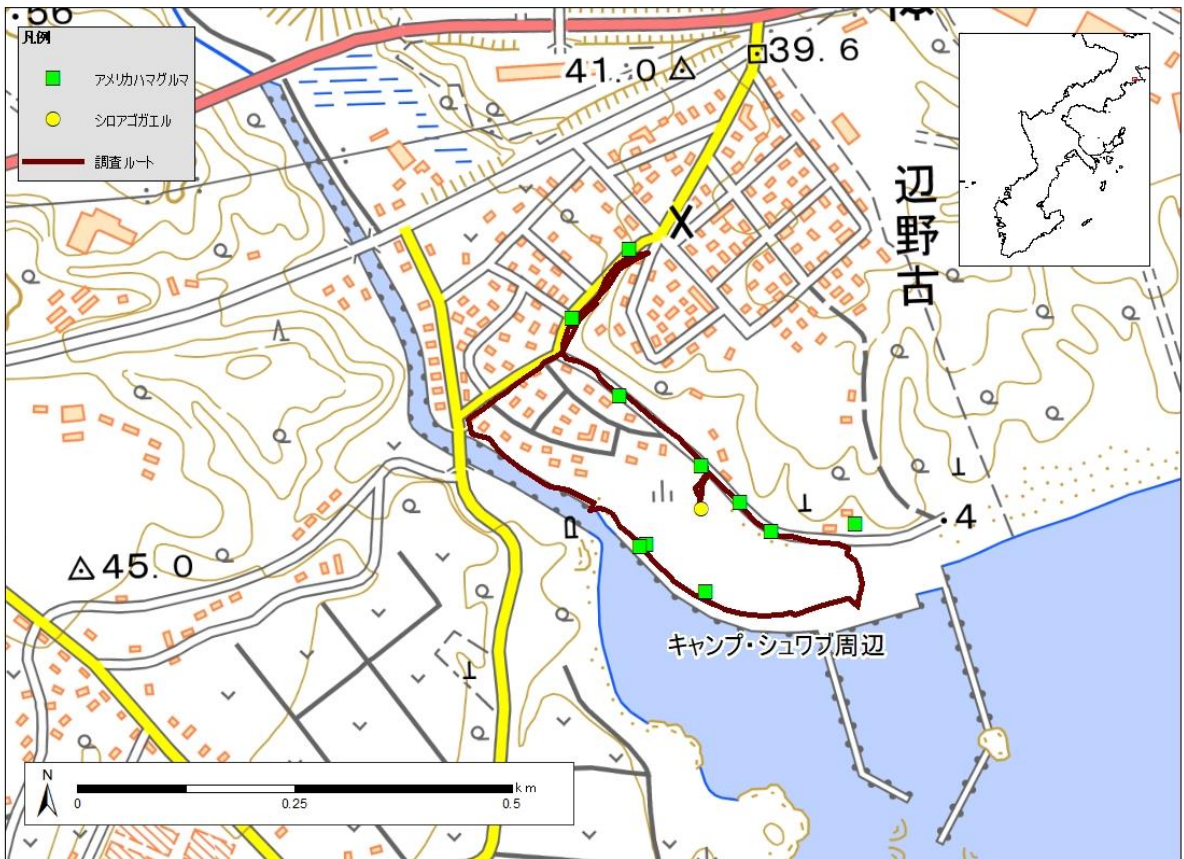 .56
凡例
アメリカハマグルマ
シロアゴガエル
調査ルート
41.0
39.6
辺野古
.4
45.0
キャンプ・シュワブ周辺
N
0 0.25 0.5 km